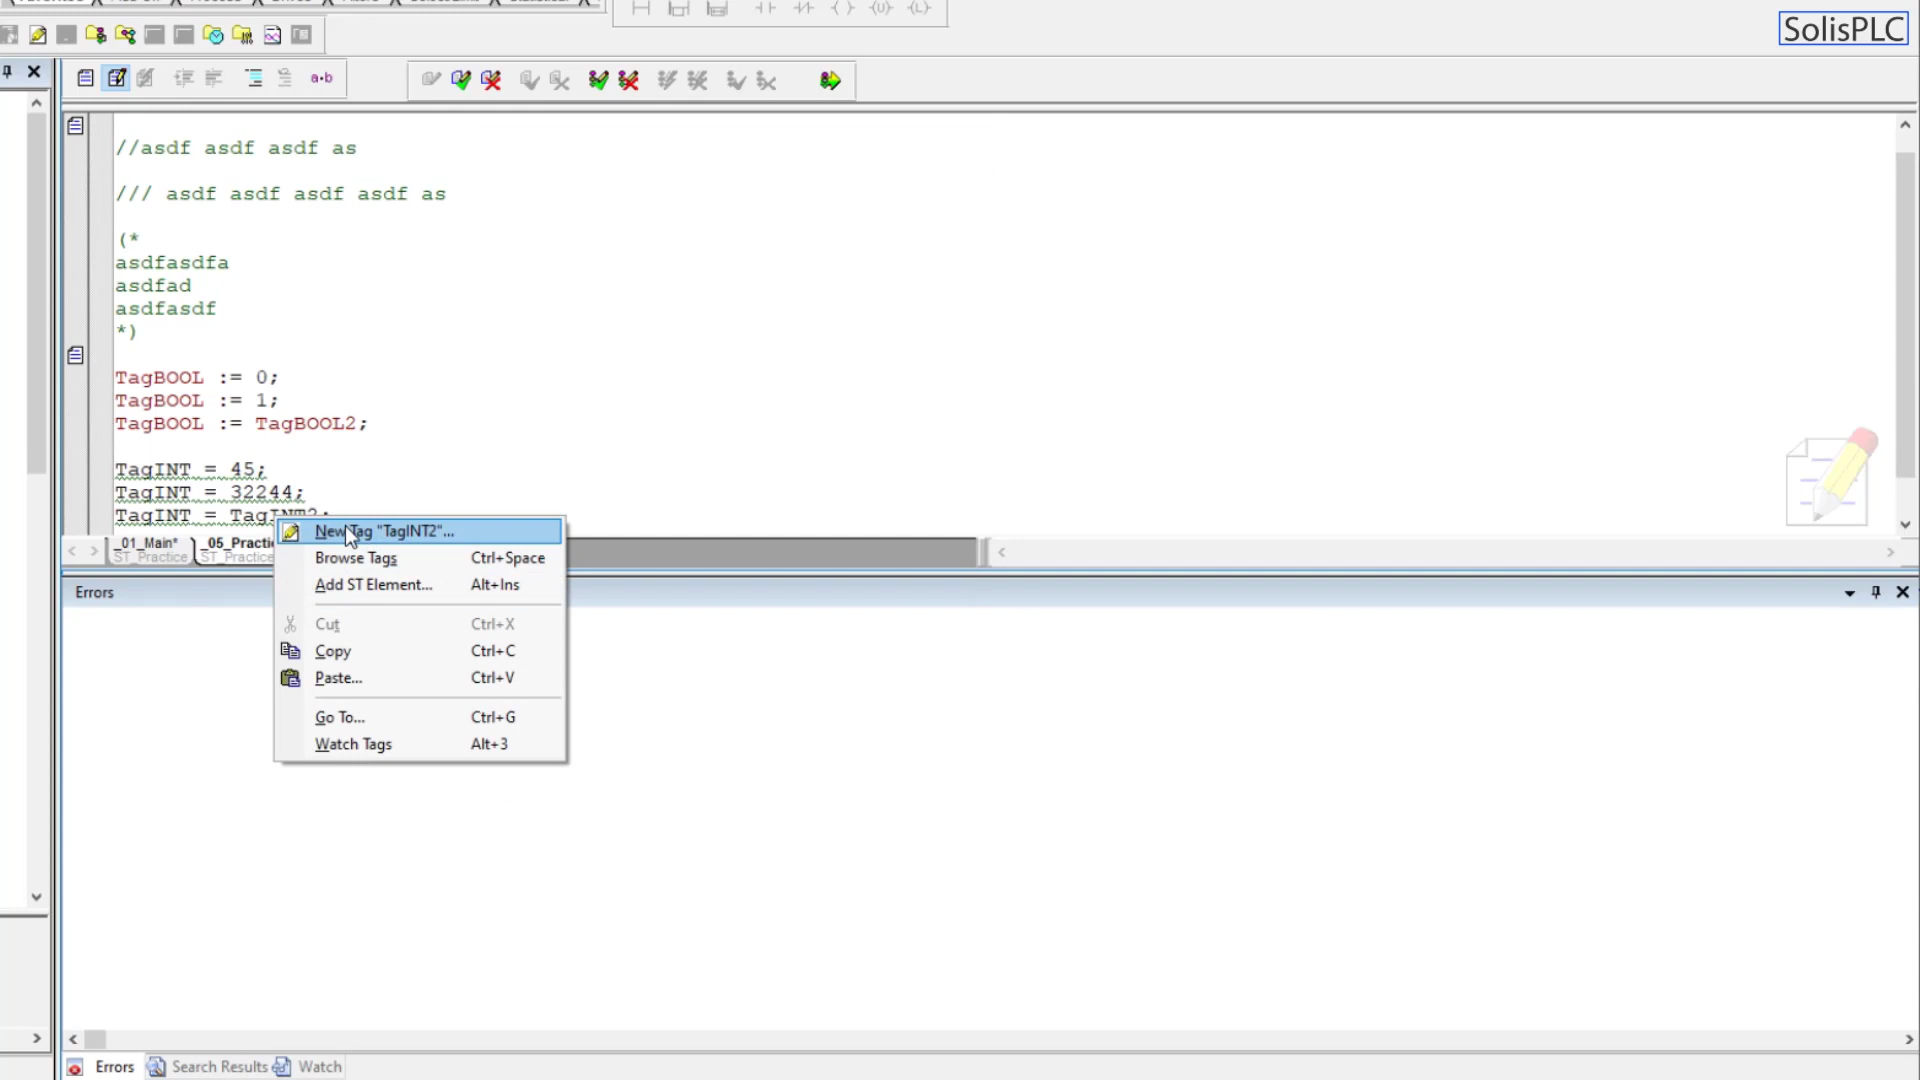 SolisPLC
a•b
//asdf asdf asdf as
/// asdf asdf asdf asdf as
(*
asdfasdfa
asdfad
asdfasdf
*)
TagBOOL := 0;
TagBOOL := 1;
TagBOOL := TagBOOL2;
TagINT = 45;
TagINT = 32244;
TagINT = TagINT2;
_01_Main*
ST_Practice
_05_Practi
ST_Practice
New Tag "TagINT2"...
Browse Tags Ctrl+Space
Add ST Element... Alt+Ins
Cut Ctrl+X
Copy Ctrl+C
Paste... Ctrl+V
Go To... Ctrl+G
Watch Tags Alt+3
Errors
Errors Search Results Watch